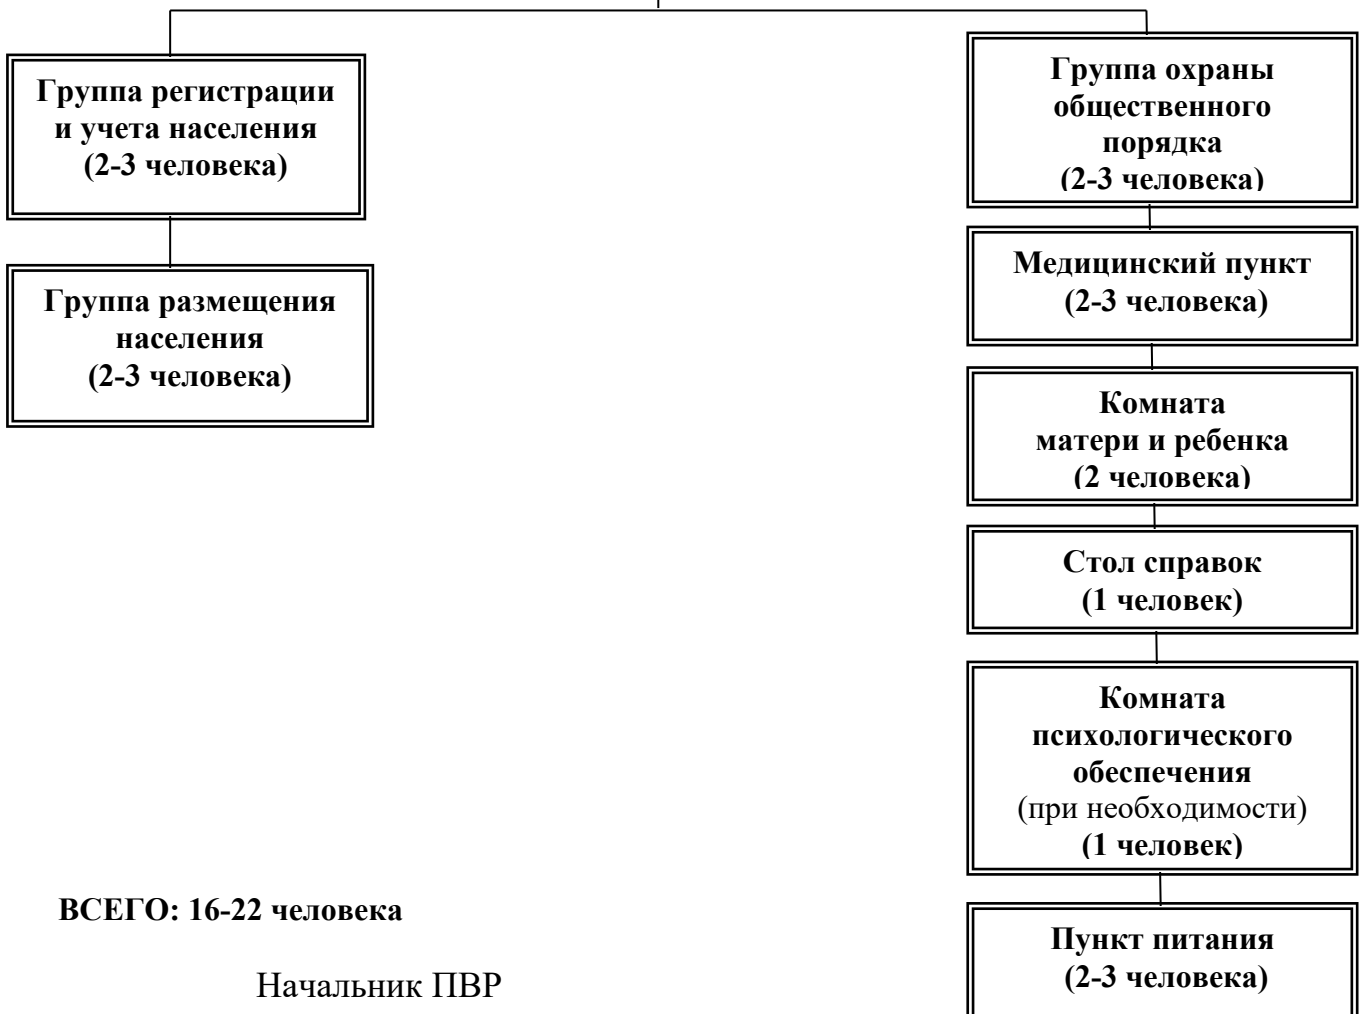 Группа регистрации
и учета населения
(2-3 человека)
Группа размещения
населения
(2-3 человека)
Группа охраны
общественного
порядка
(2-3 человека)
Медицинский пункт
(2-3 человека)
Комната
матери и ребенка
(2 человека)
Стол справок
(1 человек)
Комната
психологического
обеспечения
(при необходимости)
(1 человек)
Пункт питания
(2-3 человека)
ВСЕГО: 16-22 человека
Начальник ПВР